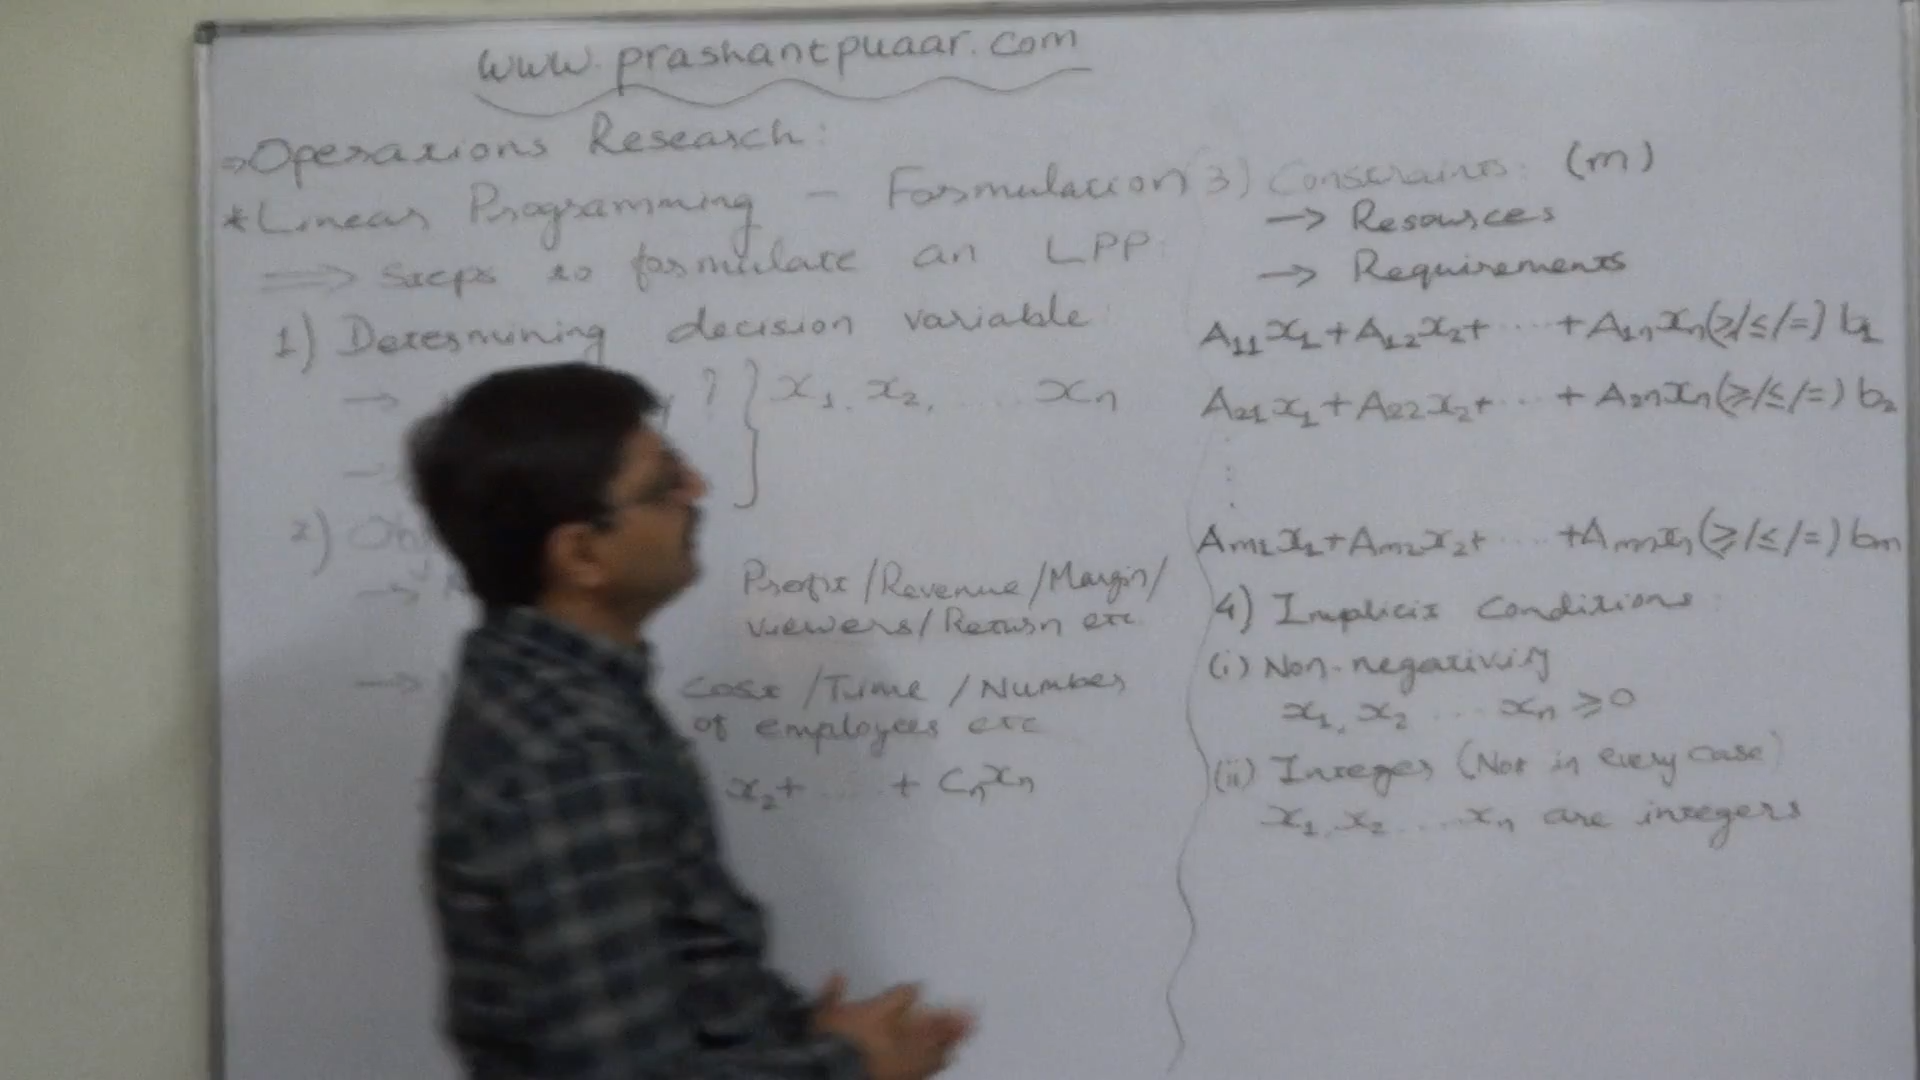 www.prashantpuaar.com
⇒Operations Research:
*Linear Programming - Formulation
⟹ Steps to formulate an LPP
1) Determining decision variable
→ ? } x₁, x₂, .... xₙ
→
2) Obj
→ Profit/Revenue/Margin/
viewers/Return etc
→ Cost/Time/Number
of employees etc
x₂+ .... + Cₙxₙ
3) Constraints: (m)
→ Resources
→ Requirements
A₁₁x₁+A₁₂x₂+ .... +A₁ₙxₙ(≥/≤/=) b₁
A₂₁x₁+A₂₂x₂+ ... + A₂ₙxₙ(≥/≤/=) b₂
⋮
Aₘ₁x₁+Aₘ₂x₂+ .... +Aₘₙxₙ(≥/≤/=) bₘ
4) Implicit Conditions
(i) Non-negativity
x₁, x₂ ... xₙ ≥0
(ii) Integer (Not in every case)
x₁, x₂ ... xₙ are integers